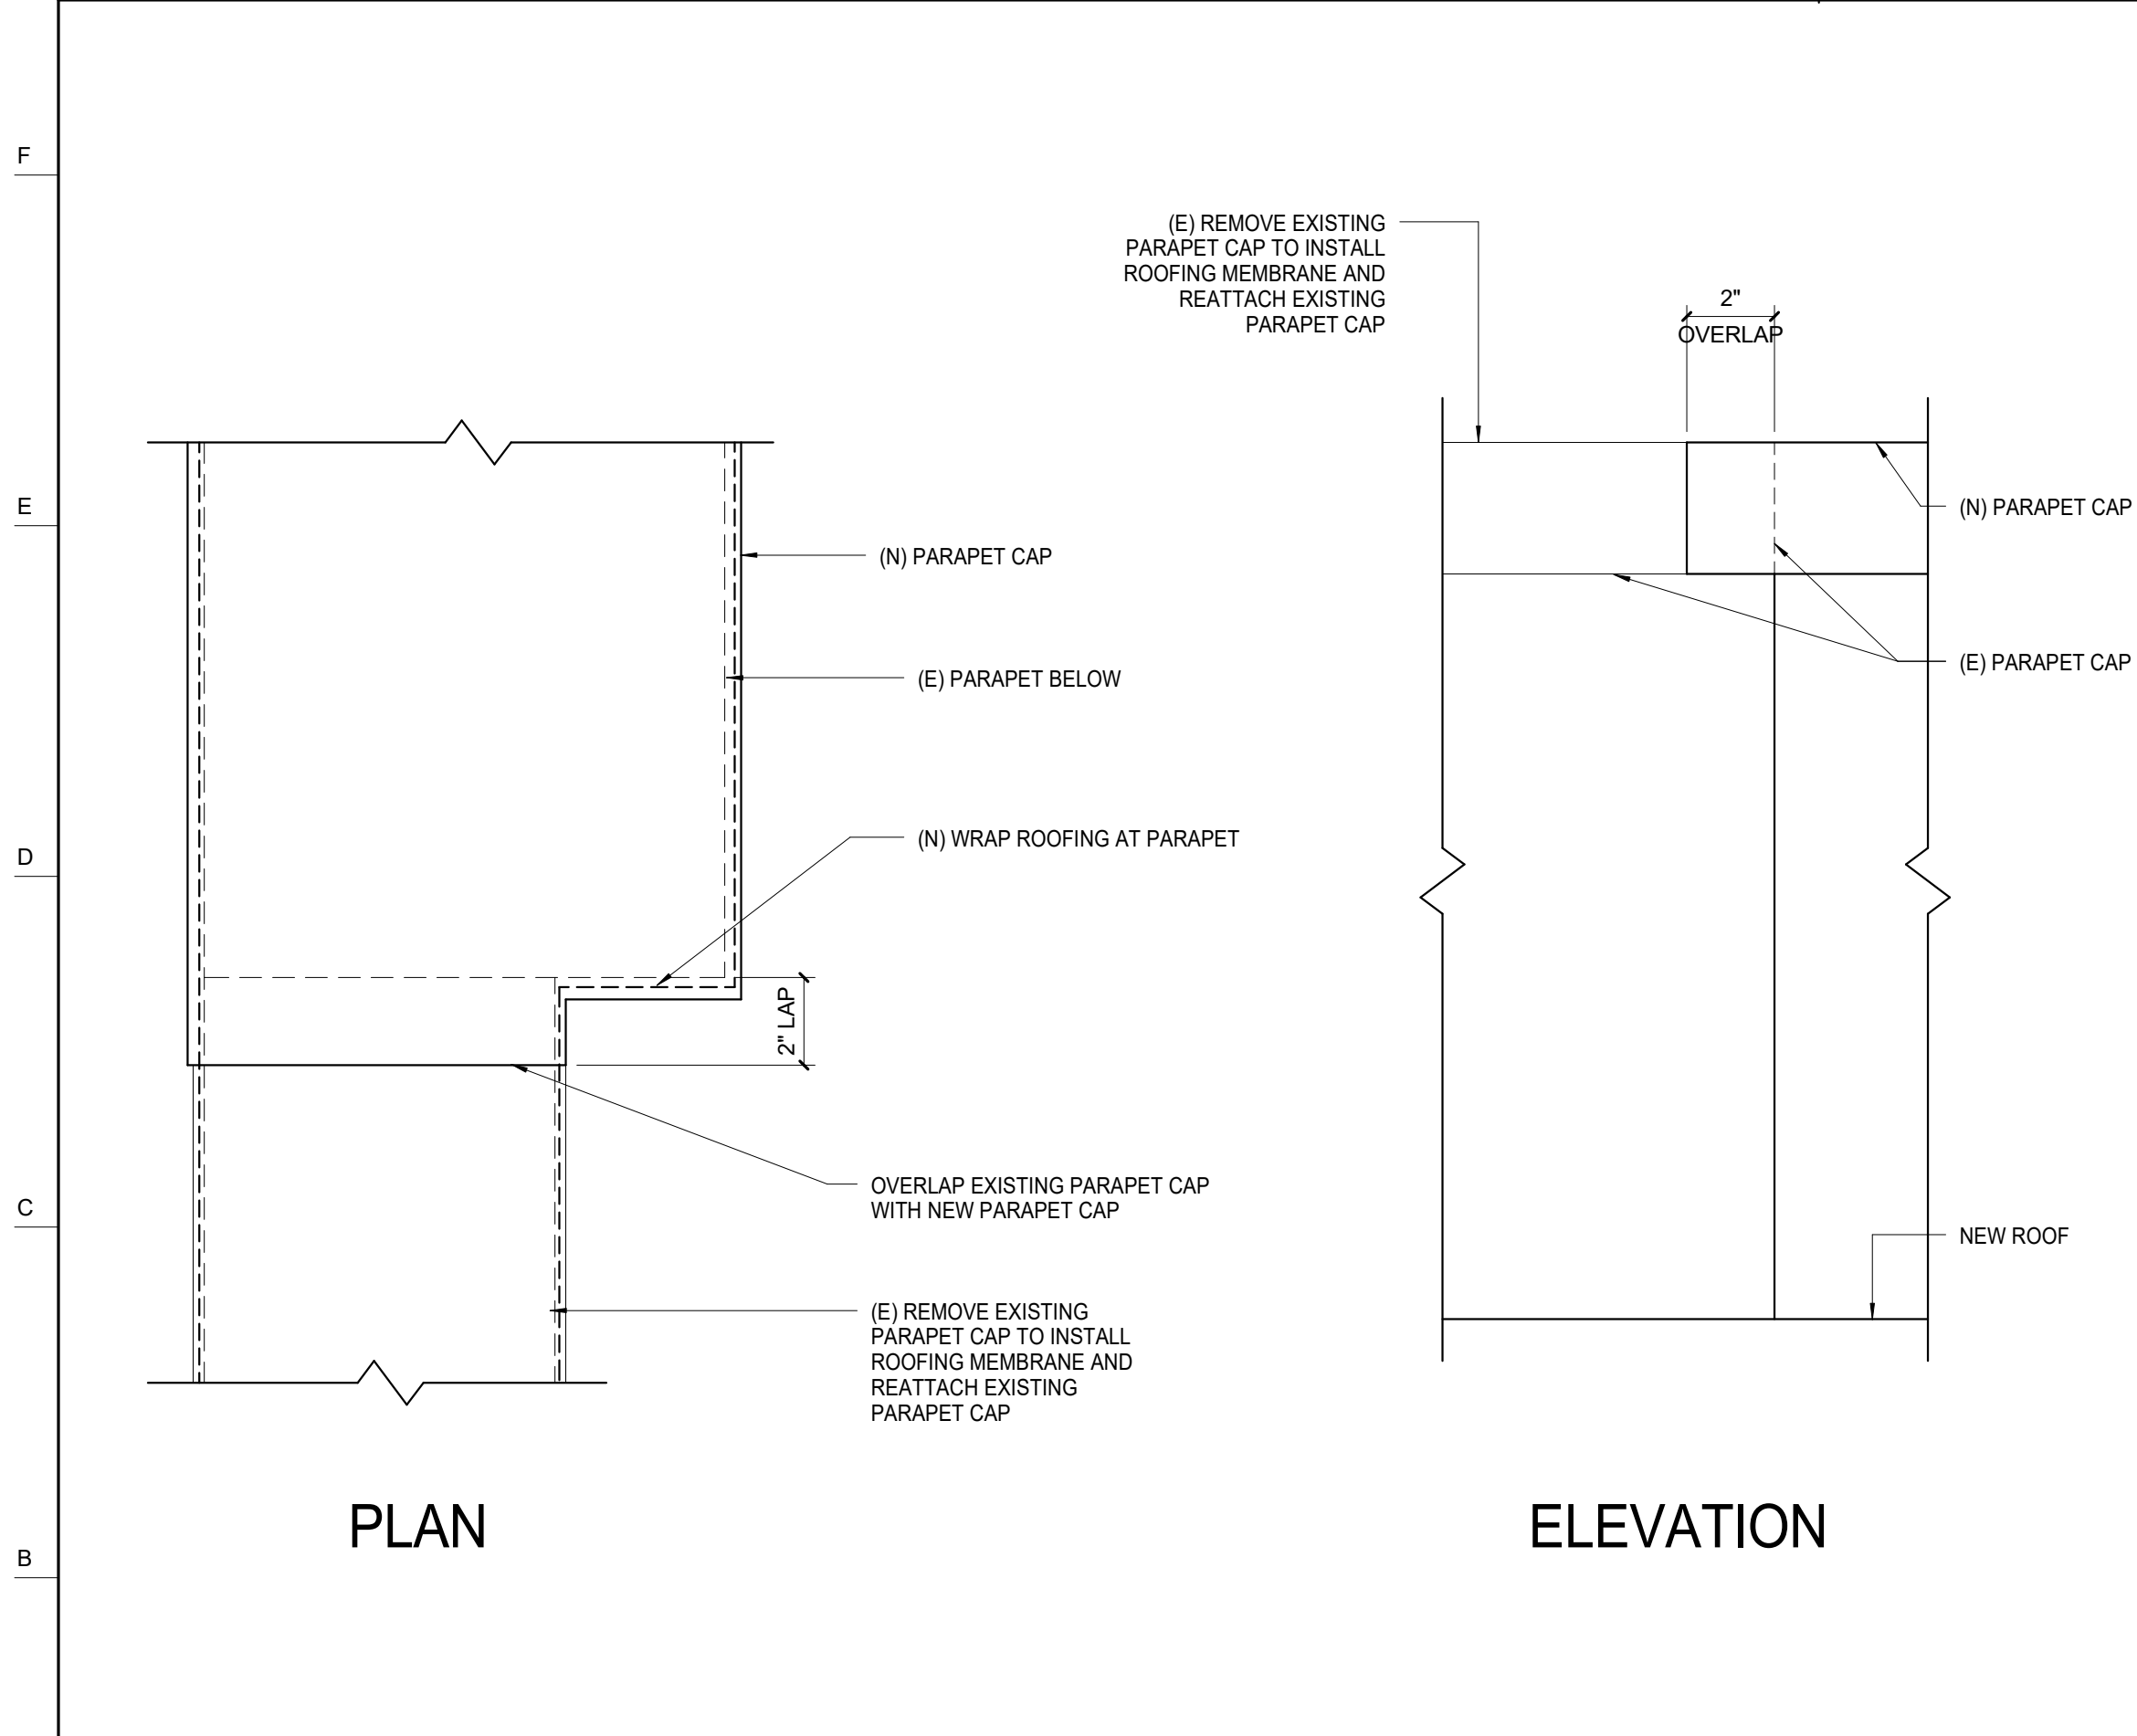 F
E
D
C
B
(N) PARAPET CAP
(E) PARAPET BELOW
(N) WRAP ROOFING AT PARAPET
2" LAP
OVERLAP EXISTING PARAPET CAP
WITH NEW PARAPET CAP
(E) REMOVE EXISTING
PARAPET CAP TO INSTALL
ROOFING MEMBRANE AND
REATTACH EXISTING
PARAPET CAP
PLAN
(E) REMOVE EXISTING
PARAPET CAP TO INSTALL
ROOFING MEMBRANE AND
REATTACH EXISTING
PARAPET CAP
2"
OVERLAP
(N) PARAPET CAP
(E) PARAPET CAP
NEW ROOF
ELEVATION